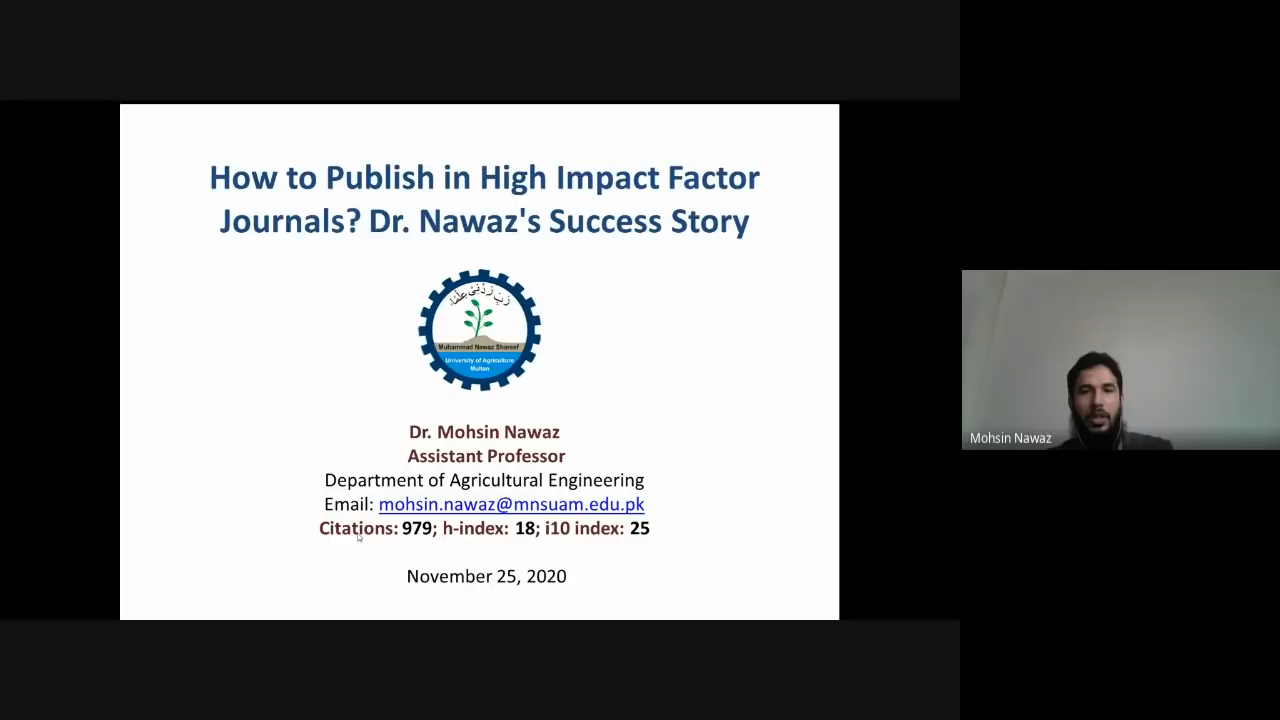 How to Publish in High Impact Factor
Journals? Dr. Nawaz's Success Story
رَبِّ زِدْنِیْ عِلْمًا
Muhammad Nawaz Shareef
University of Agriculture
Multan
Dr. Mohsin Nawaz
Assistant Professor
Department of Agricultural Engineering
Email: mohsin.nawaz@mnsuam.edu.pk
Citations: 979; h-index: 18; i10 index: 25
November 25, 2020
Mohsin Nawaz